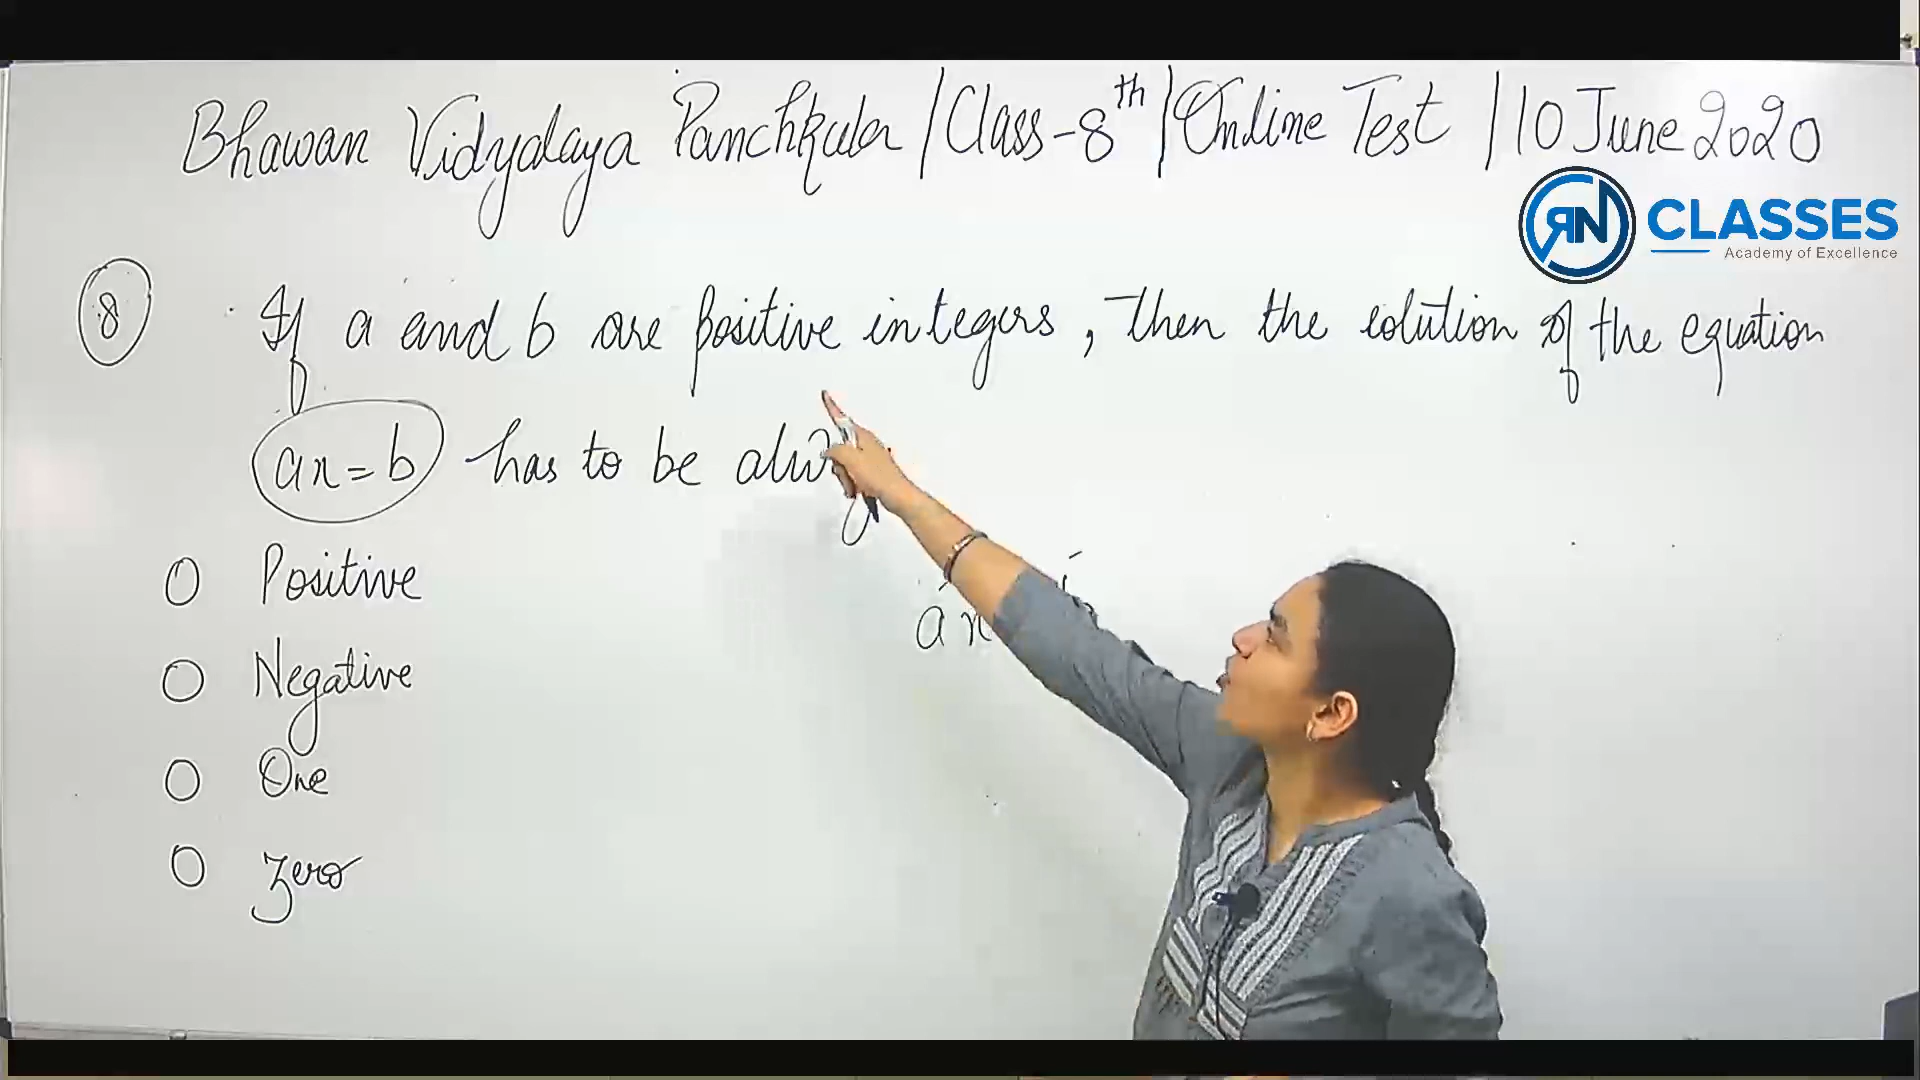 Bhawan Vidyalaya Panchkula / Class-8th / Online Test / 10 June 2020
RN CLASSES
Academy of Excellence
8 If a and b are positive integers, then the solution of the equation
ax = b has to be
Positive
a x
Negative
One
zero